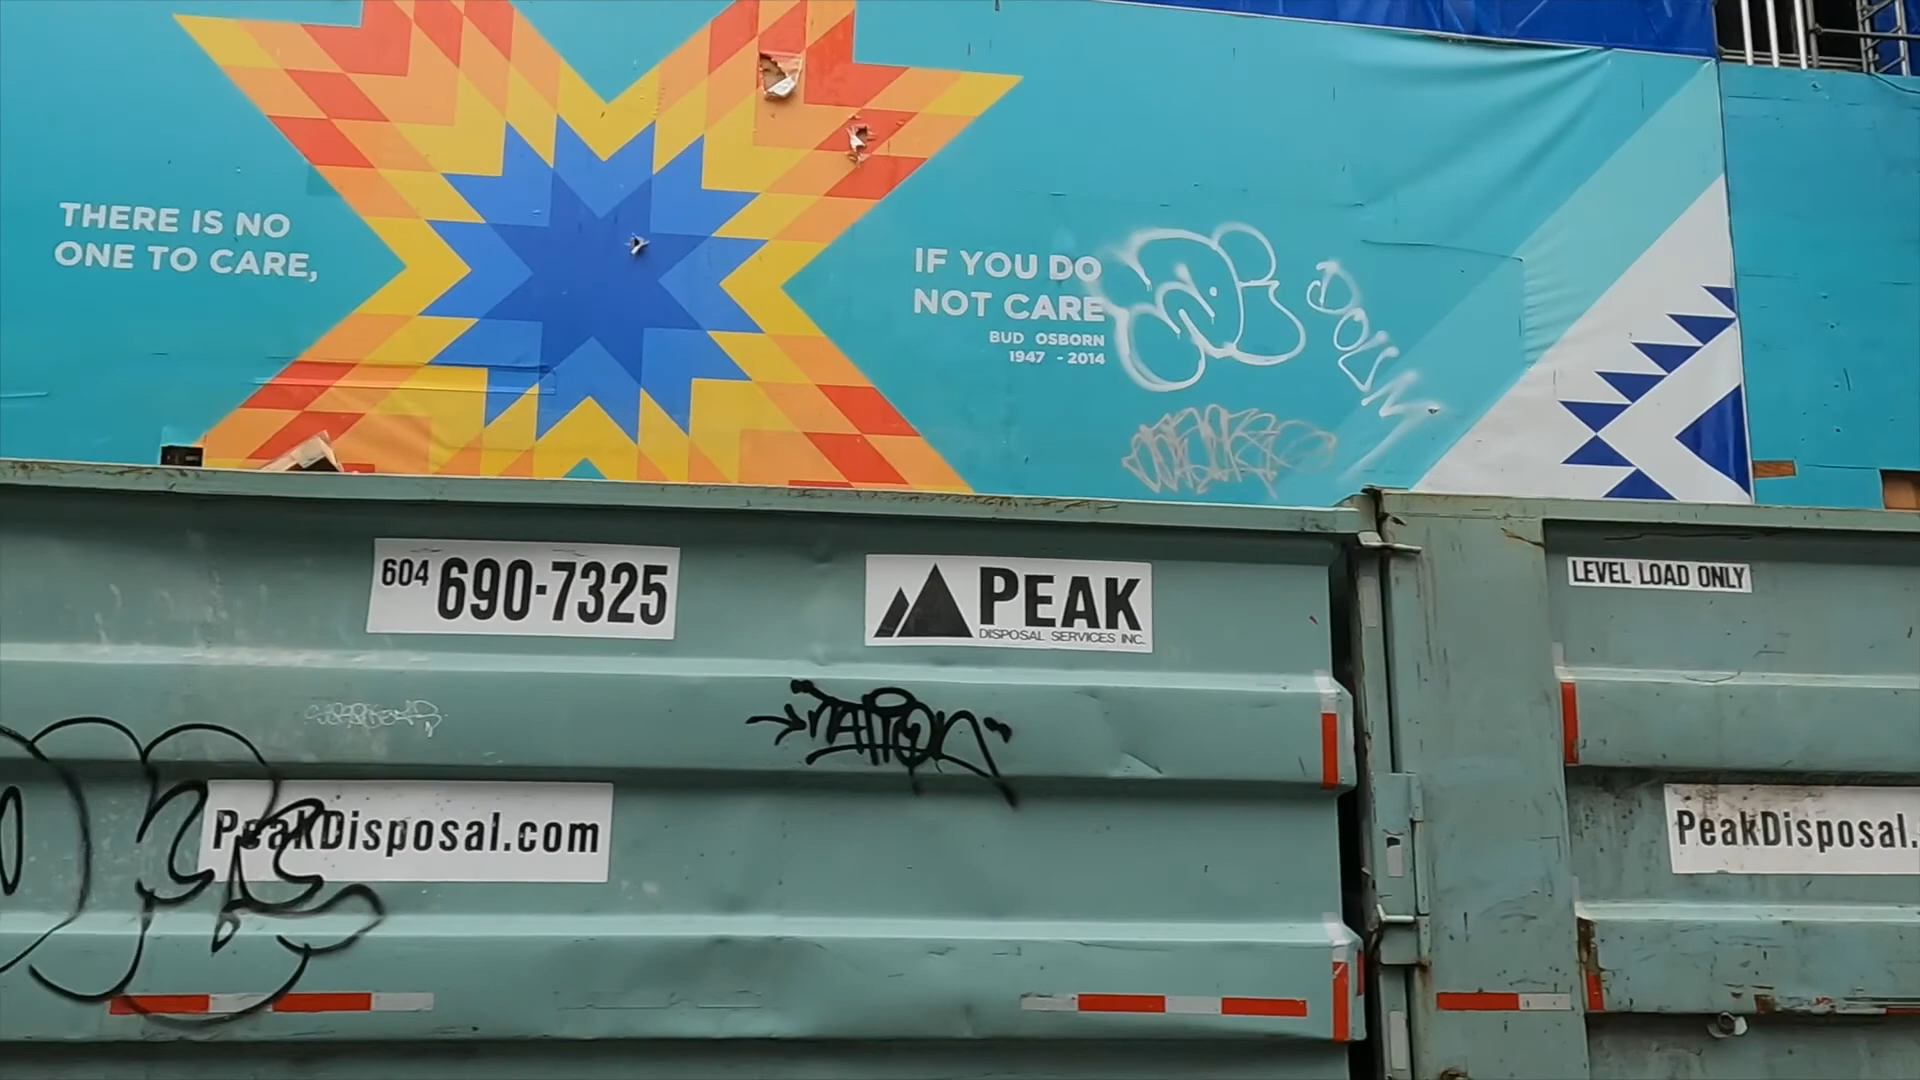 THERE IS NO
ONE TO CARE,
IF YOU DO
NOT CARE
BUD OSBORN
1947 - 2014
604 690-7325
PEAK
DISPOSAL SERVICES INC.
LEVEL LOAD ONLY
NATION
PeakDisposal.com
PeakDisposal.